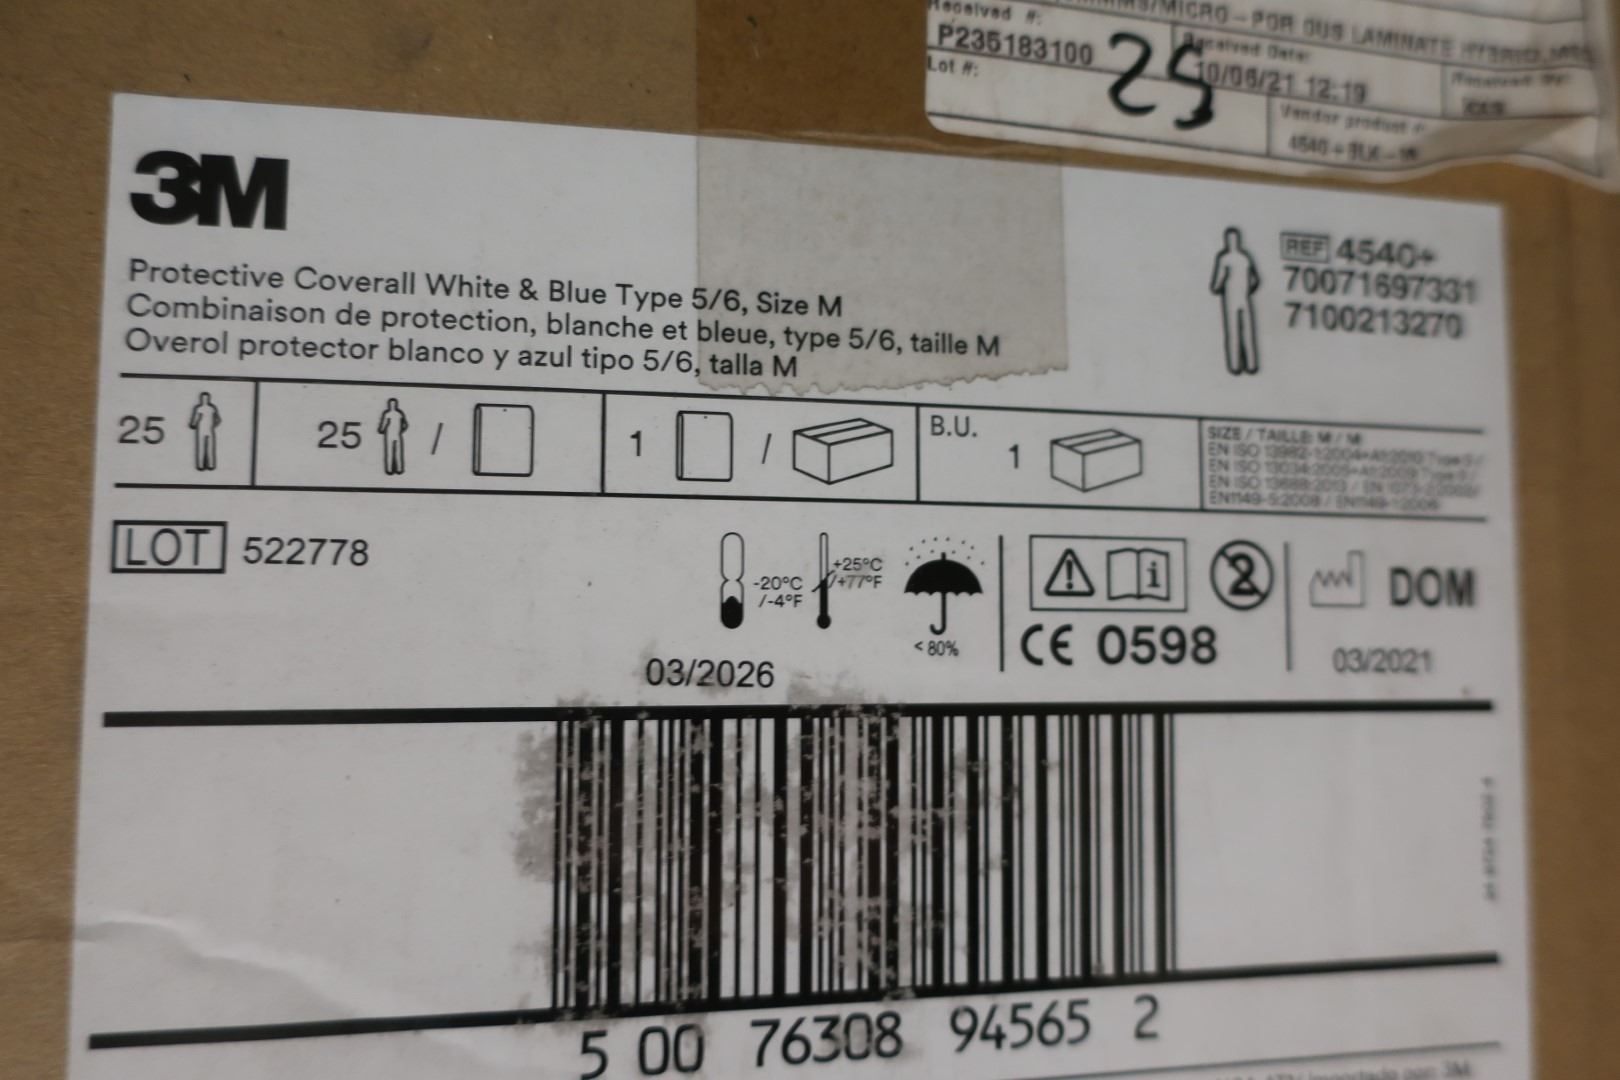 Received #:
P235183100
25
Received Date:
10/06/21 12:19
Lot #:
Vendor product #:
3M
Protective Coverall White & Blue Type 5/6, Size M
Combinaison de protection, blanche et bleue, type 5/6, taille M
Overol protector blanco y azul tipo 5/6, talla M
REF 4540+
70071697331
7100213270
25
25 /
1 /
B.U.
1
SIZE / TAILLE: M / M
LOT 522778
-20°C
/-4°F
+25°C
/+77°F
<80%
03/2026
i
2
CE 0598
DOM
03/2021
5 00 76308 94565 2